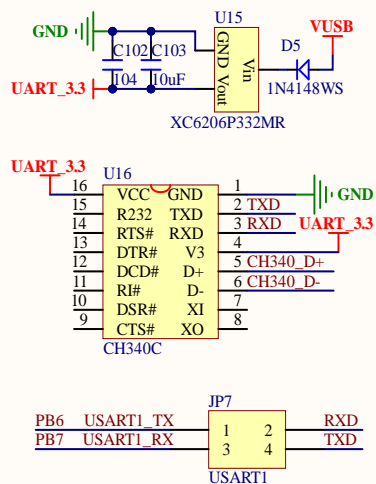 U15
GND
C102 C103
GND
Vin
D5
VUSB
104 10uF
Vout
UART_3.3
1N4148WS
XC6206P332MR
UART_3.3
U16
16 VCC GND 1 GND
15 R232 TXD 2 TXD
14 RTS# RXD 3 RXD
UART_3.3
13 DTR# V3 4
12 DCD# D+ 5 CH340_D+
11 RI# D- 6 CH340_D-
10 DSR# XI 7
9 CTS# XO 8
CH340C
JP7
PB6 USART1_TX 1 2 RXD
PB7 USART1_RX 3 4 TXD
USART1